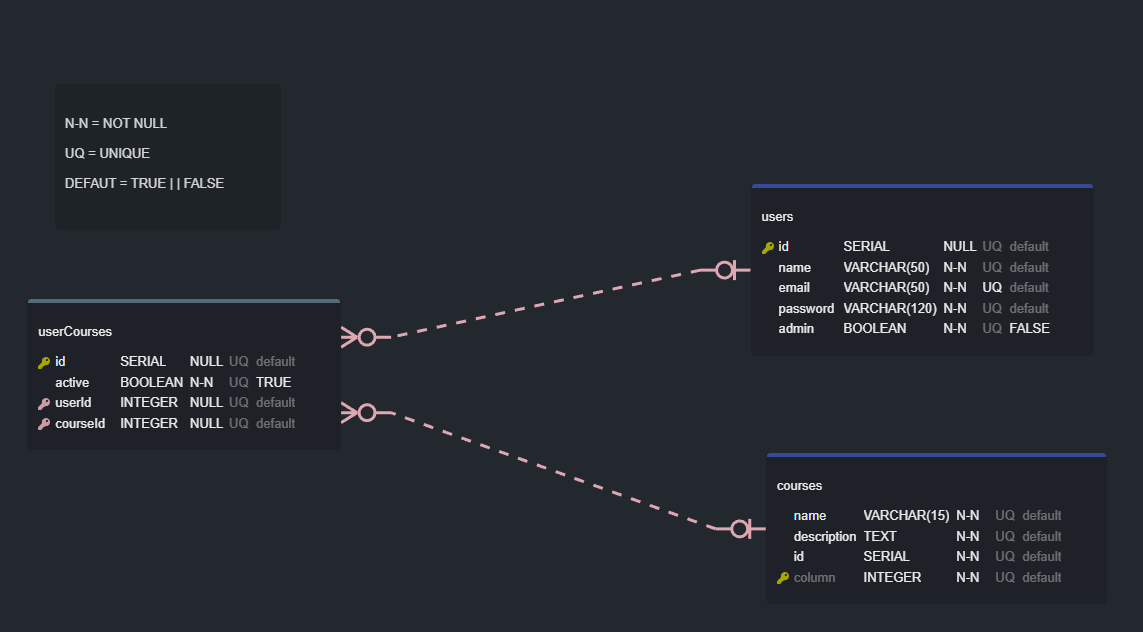 N-N = NOT NULL
UQ = UNIQUE
DEFAUT = TRUE || FALSE
users
id SERIAL NULL UQ default
name VARCHAR(50) N-N UQ default
email VARCHAR(50) N-N UQ default
password VARCHAR(120) N-N UQ default
admin BOOLEAN N-N UQ FALSE
userCourses
id SERIAL NULL UQ default
active BOOLEAN N-N UQ TRUE
userId INTEGER NULL UQ default
courseId INTEGER NULL UQ default
courses
name VARCHAR(15) N-N UQ default
description TEXT N-N UQ default
id SERIAL N-N UQ default
column INTEGER N-N UQ default